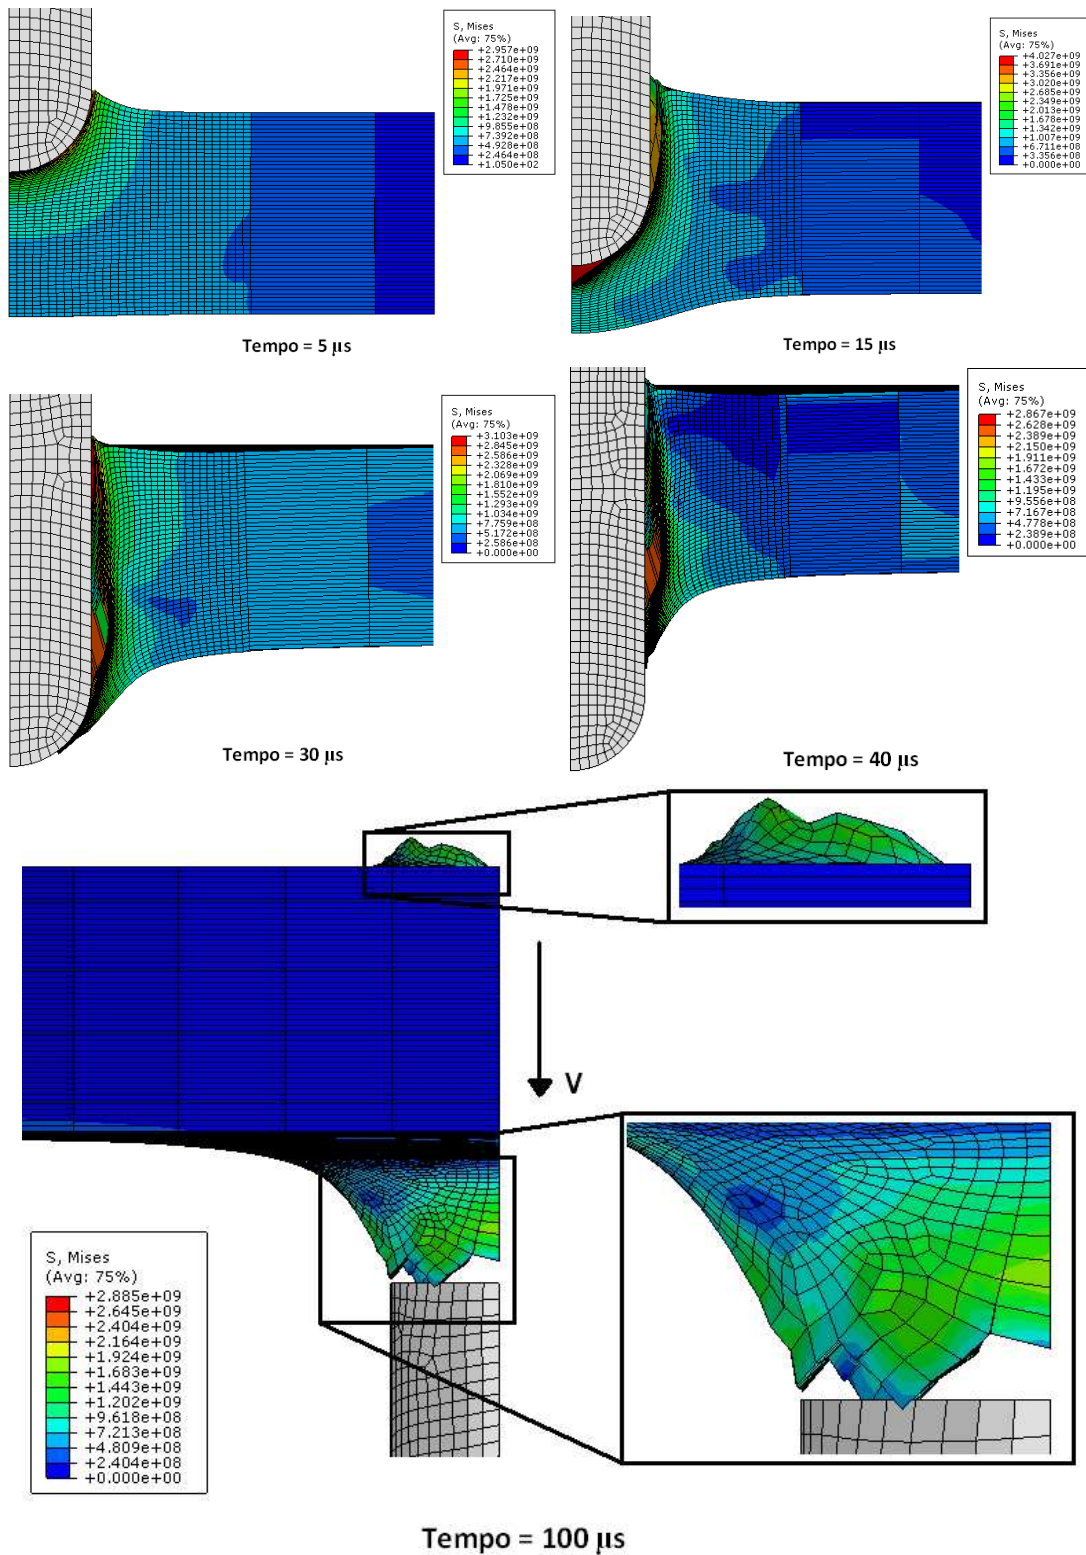 S, Mises
(Avg: 75%)
+2.957e+09
+2.710e+09
+2.464e+09
+2.217e+09
+1.971e+09
+1.725e+09
+1.478e+09
+1.232e+09
+9.855e+08
+7.392e+08
+4.928e+08
+2.464e+08
+1.050e+02
Tempo = 5 μs
S, Mises
(Avg: 75%)
+4.027e+09
+3.691e+09
+3.356e+09
+3.020e+09
+2.685e+09
+2.349e+09
+2.013e+09
+1.678e+09
+1.342e+09
+1.007e+09
+6.711e+08
+3.356e+08
+0.000e+00
Tempo = 15 μs
S, Mises
(Avg: 75%)
+3.103e+09
+2.845e+09
+2.586e+09
+2.328e+09
+2.069e+09
+1.810e+09
+1.552e+09
+1.293e+09
+1.034e+09
+7.759e+08
+5.172e+08
+2.586e+08
+0.000e+00
Tempo = 30 μs
S, Mises
(Avg: 75%)
+2.867e+09
+2.628e+09
+2.389e+09
+2.150e+09
+1.911e+09
+1.672e+09
+1.433e+09
+1.195e+09
+9.556e+08
+7.167e+08
+4.778e+08
+2.389e+08
+0.000e+00
Tempo = 40 μs
V
S, Mises
(Avg: 75%)
+2.885e+09
+2.645e+09
+2.404e+09
+2.164e+09
+1.924e+09
+1.683e+09
+1.443e+09
+1.202e+09
+9.618e+08
+7.213e+08
+4.809e+08
+2.404e+08
+0.000e+00
Tempo = 100 μs